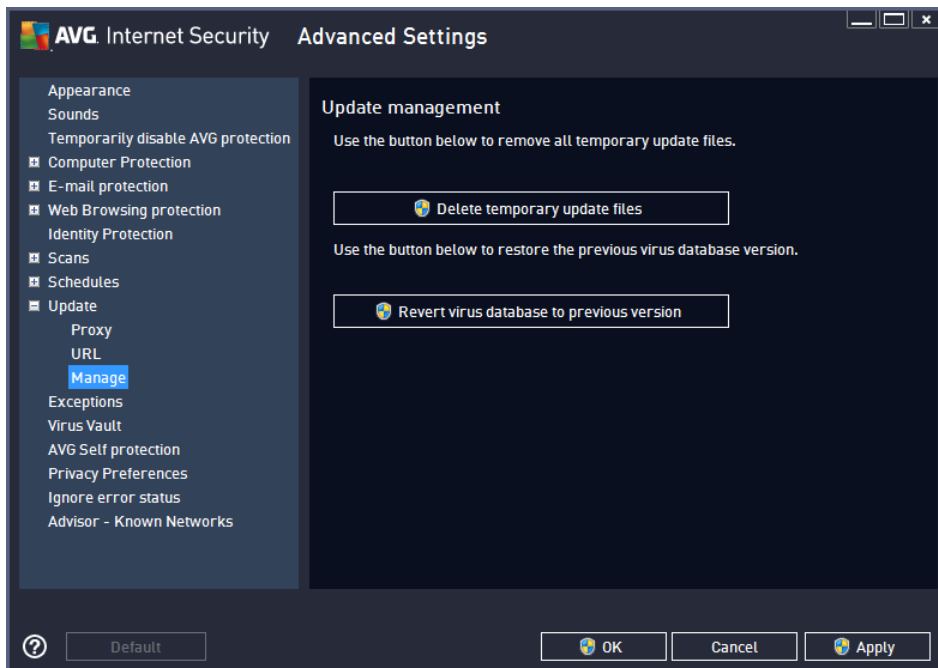 AVG. Internet Security Advanced Settings
Appearance
Sounds
Temporarily disable AVG protection
Computer Protection
E-mail protection
Web Browsing protection
Identity Protection
Scans
Schedules
Update
Proxy
URL
Manage
Exceptions
Virus Vault
AVG Self protection
Privacy Preferences
Ignore error status
Advisor - Known Networks
Update management
Use the button below to remove all temporary update files.
Delete temporary update files
Use the button below to restore the previous virus database version.
Revert virus database to previous version
Default
OK
Cancel
Apply